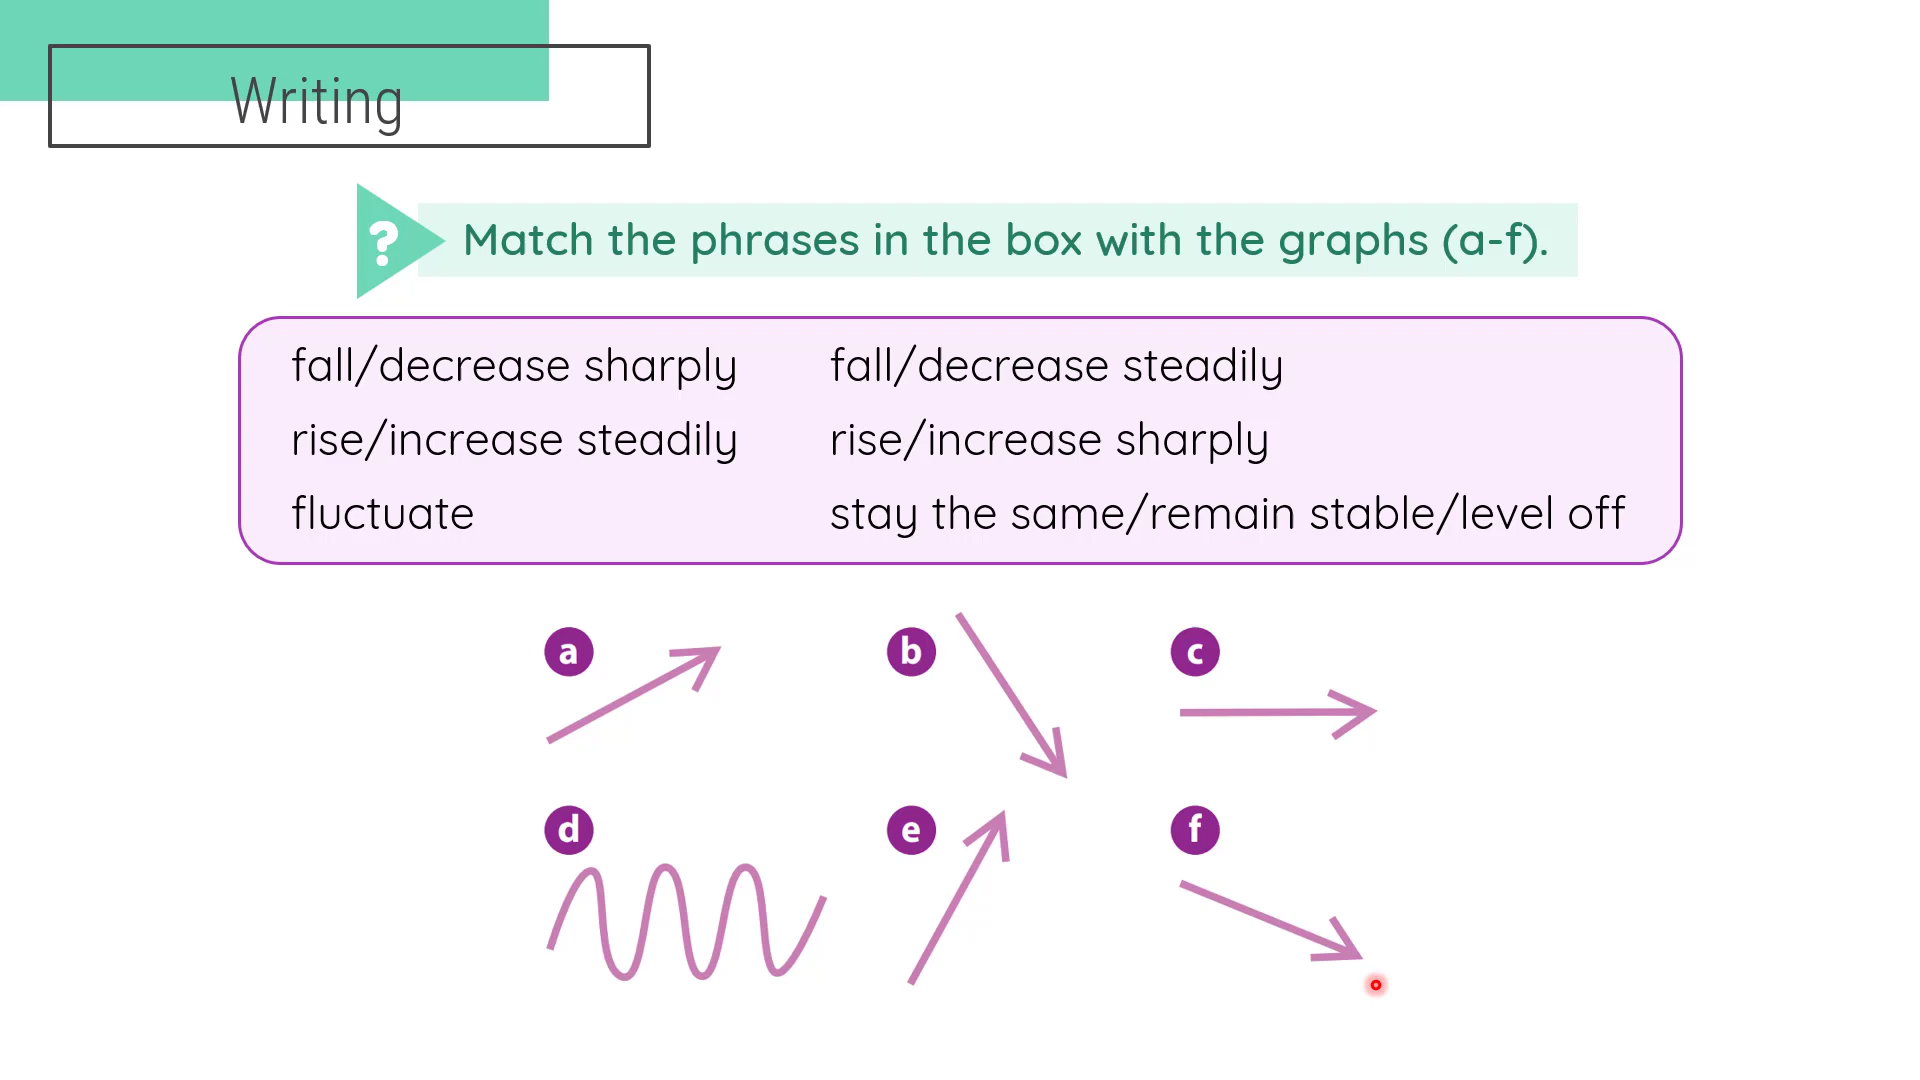 Writing
? Match the phrases in the box with the graphs (a-f).
fall/decrease sharply
fall/decrease steadily
rise/increase steadily
rise/increase sharply
fluctuate
stay the same/remain stable/level off
a
b
c
d
e
f